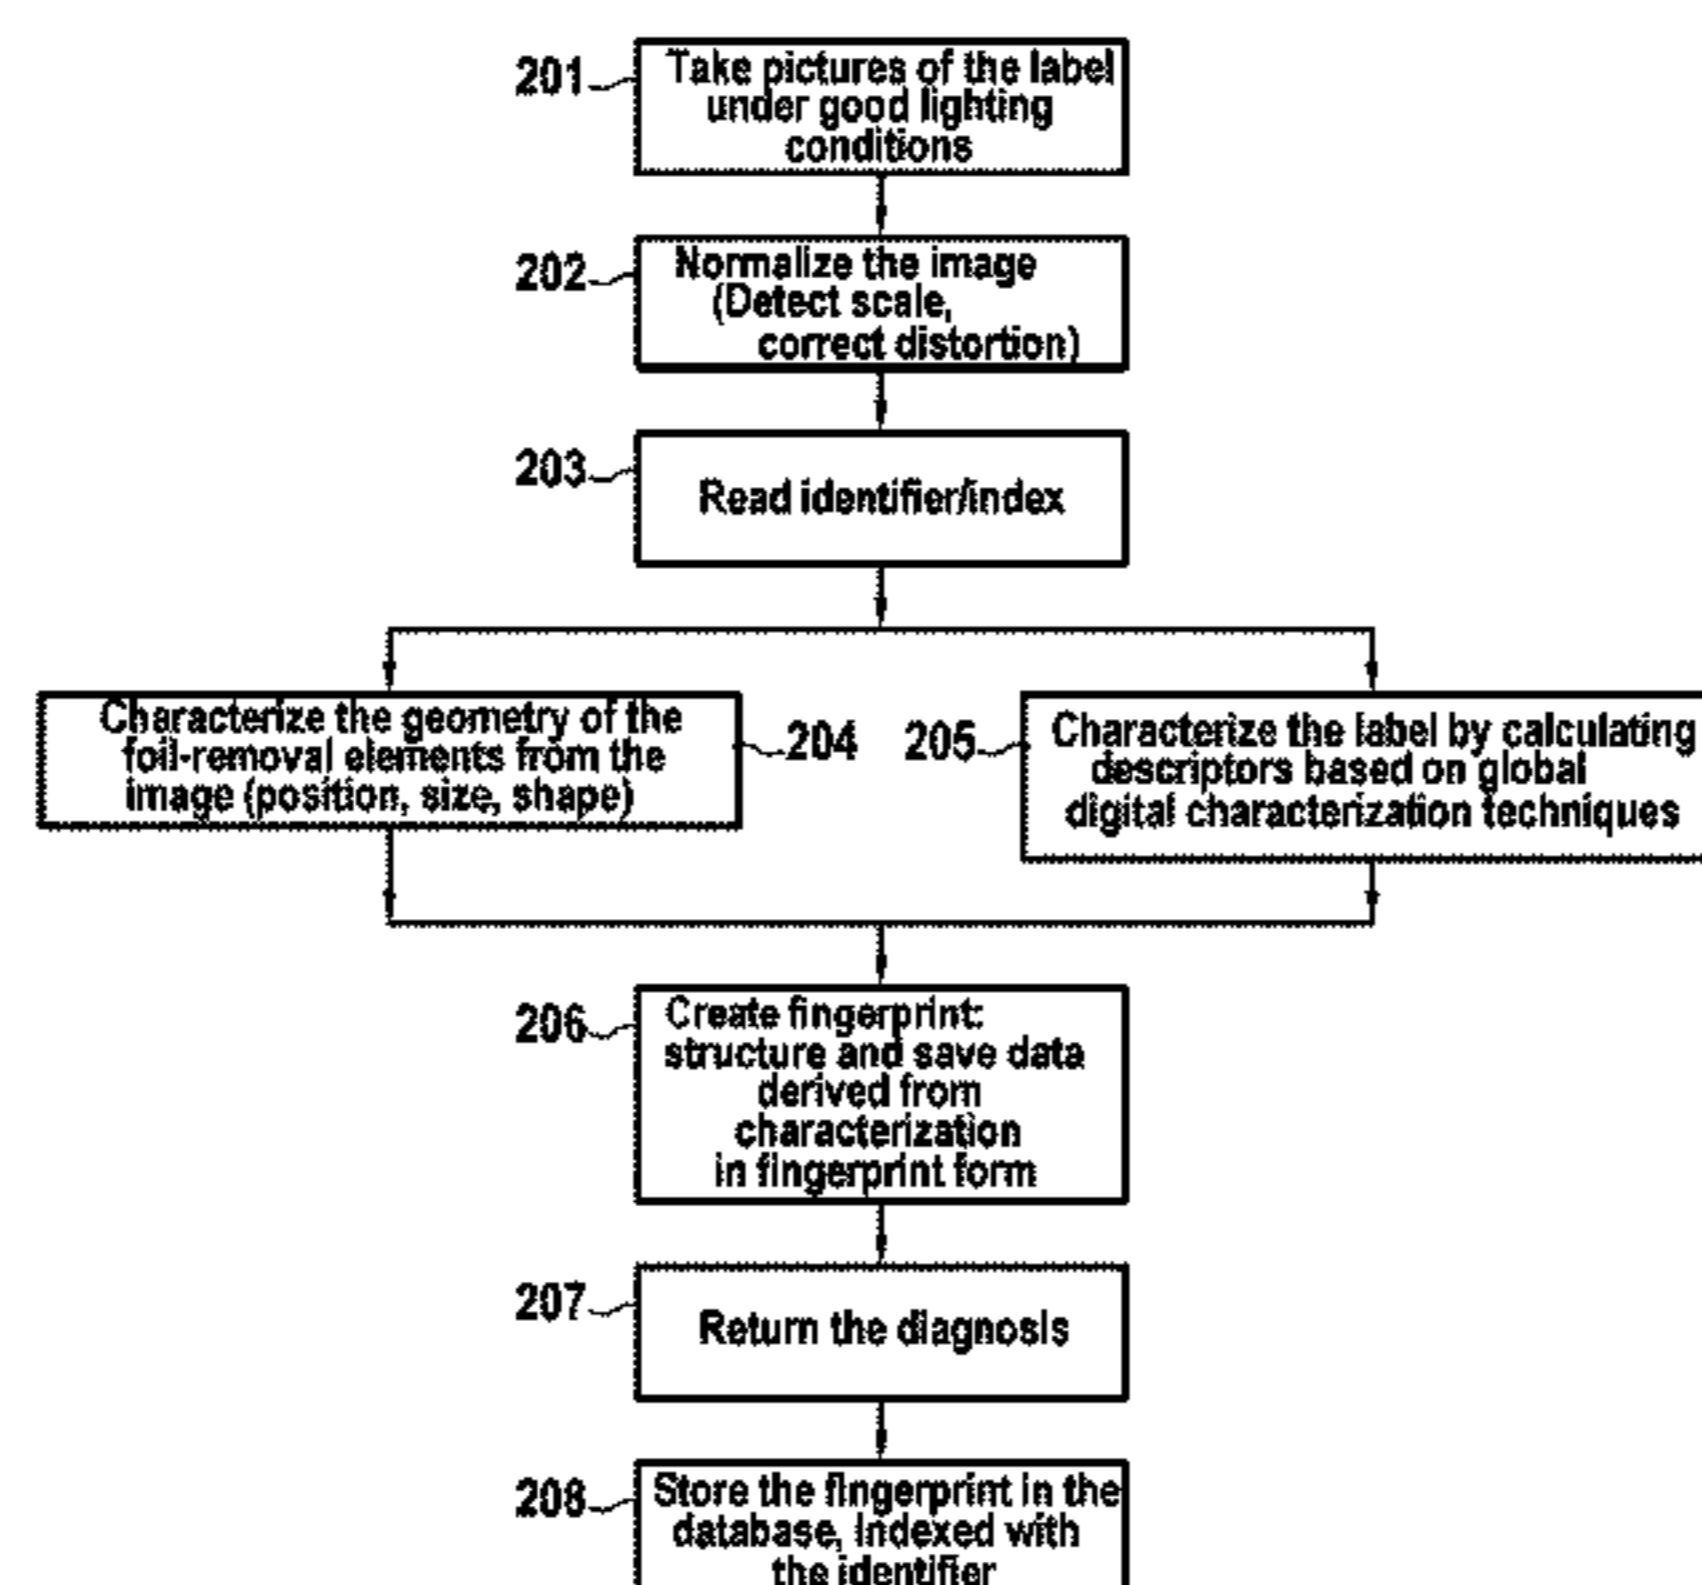 201
Take pictures of the label
under good lighting
conditions
202
Normalize the image
(Detect scale,
correct distortion)
203
Read identifier/index
Characterize the geometry of the
foil-removal elements from the
image (position, size, shape)
204
205
Characterize the label by calculating
descriptors based on global
digital characterization techniques
206
Create fingerprint:
structure and save data
derived from
characterization
in fingerprint form
207
Return the diagnosis
208
Store the fingerprint in the
database, indexed with
the identifier